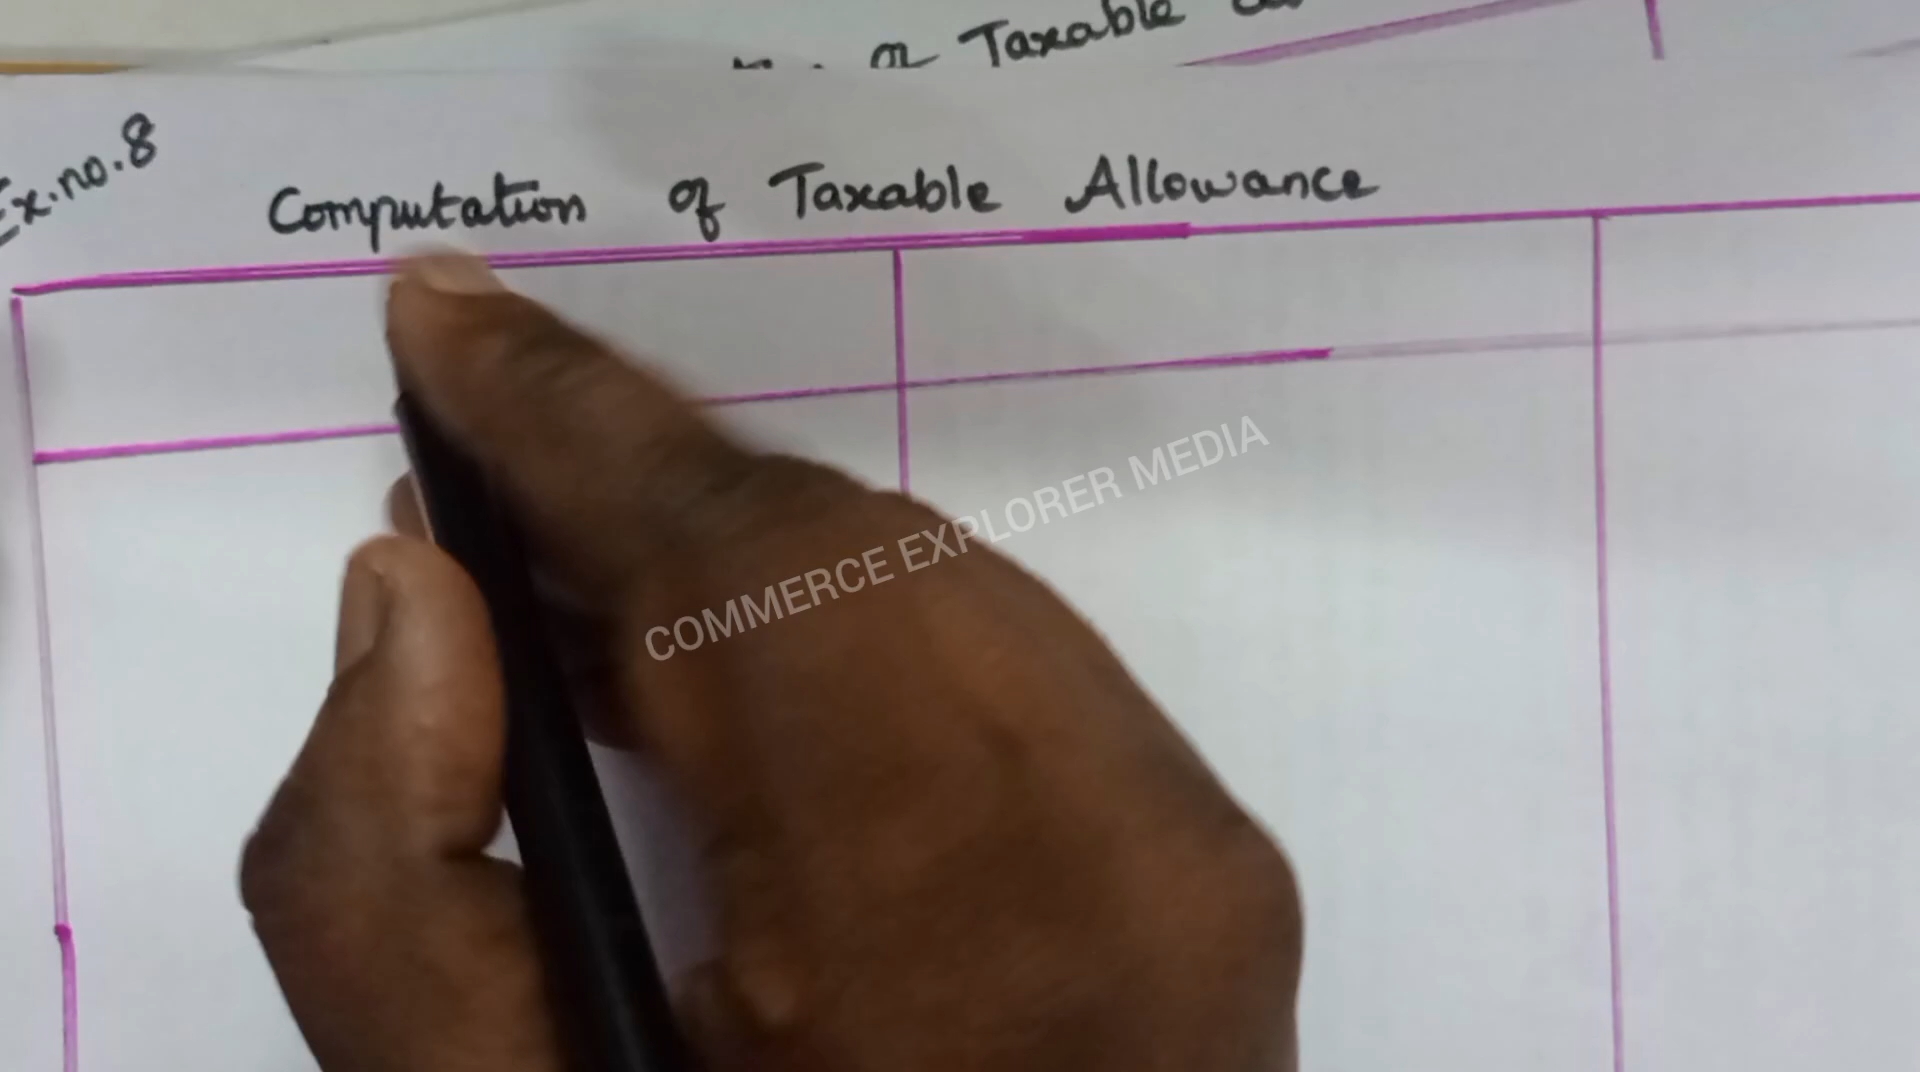 Taxable
Ex.no.8
Computation of Taxable Allowance
COMMERCE EXPLORER MEDIA